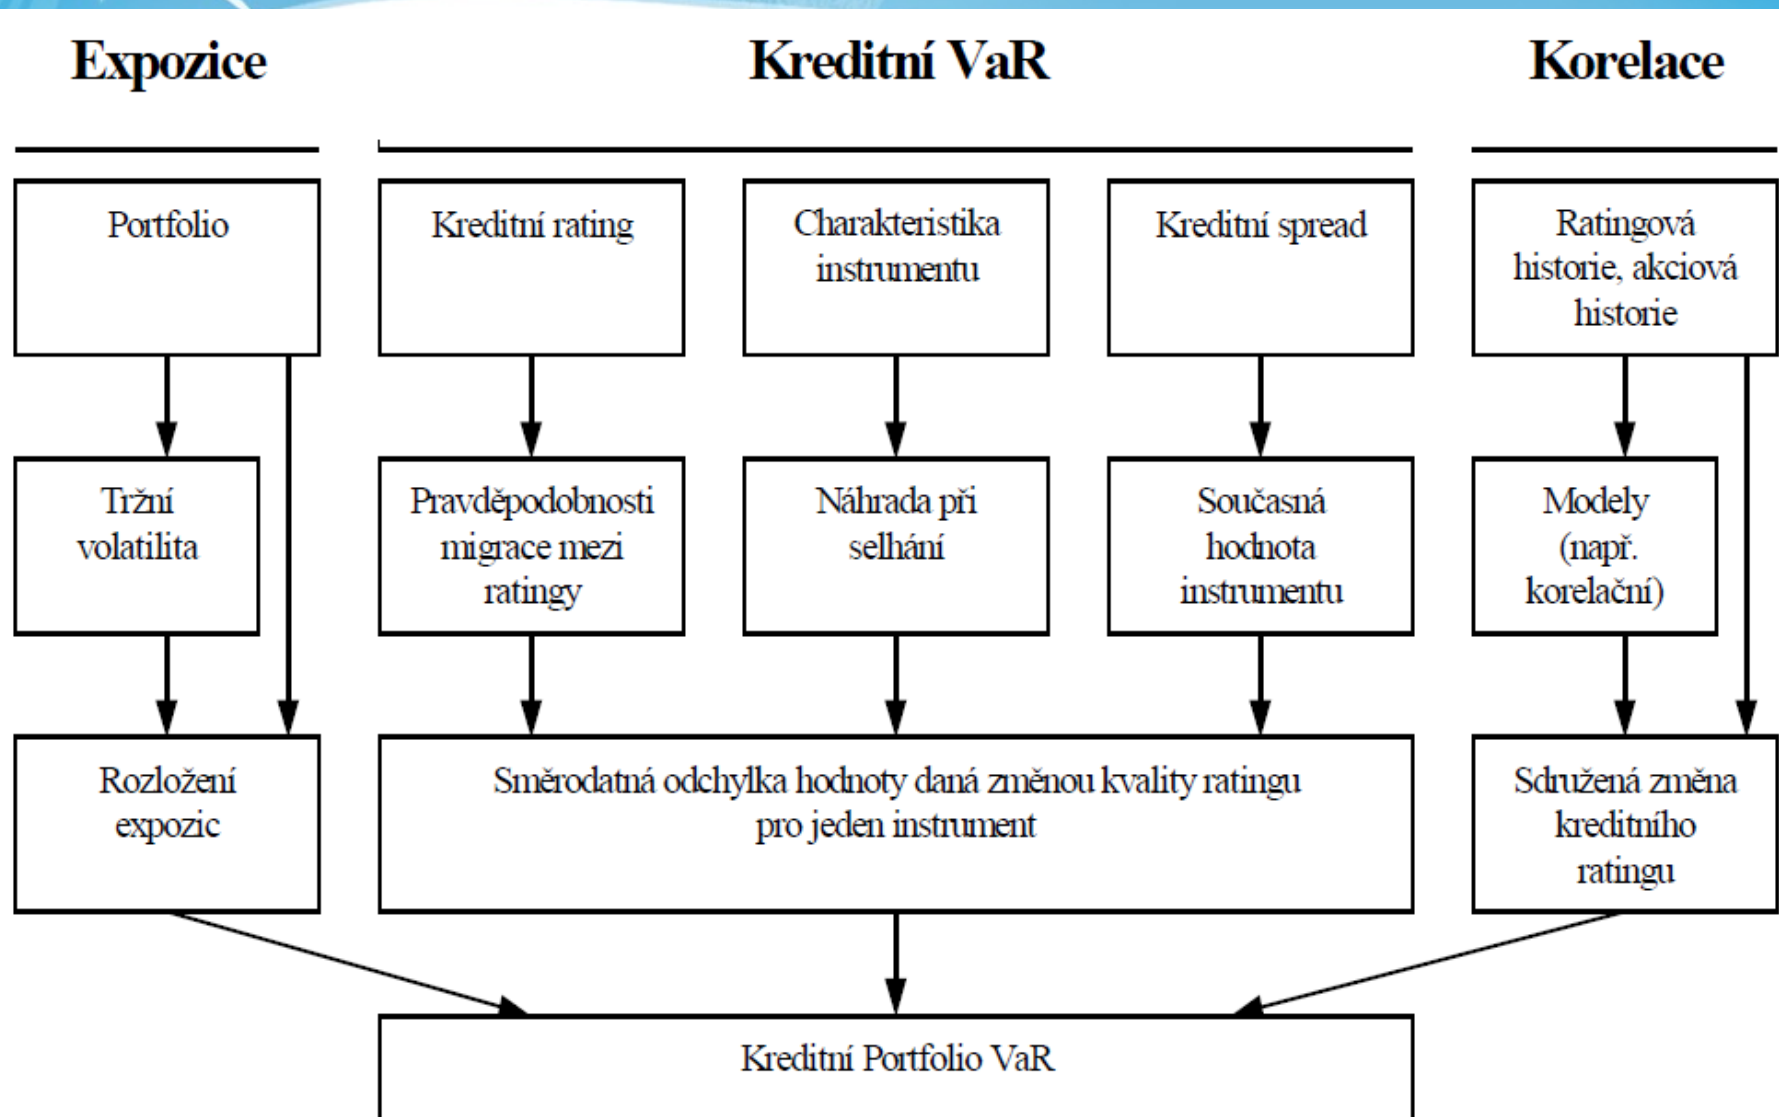 Expozice
Kreditní VaR
Korelace
Portfolio
Kreditní rating
Charakteristika
instrumentu
Kreditní spread
Ratingová
historie, akciová
historie
Tržní
volatilita
Pravděpodobnosti
migrace mezi
ratingy
Náhrada při
selhání
Současná
hodnota
instrumentu
Modely
(např.
korelační)
Rozložení
expozic
Směrodatná odchylka hodnoty daná změnou kvality ratingu
pro jeden instrument
Sdružená změna
kreditního
ratingu
Kreditní Portfolio VaR